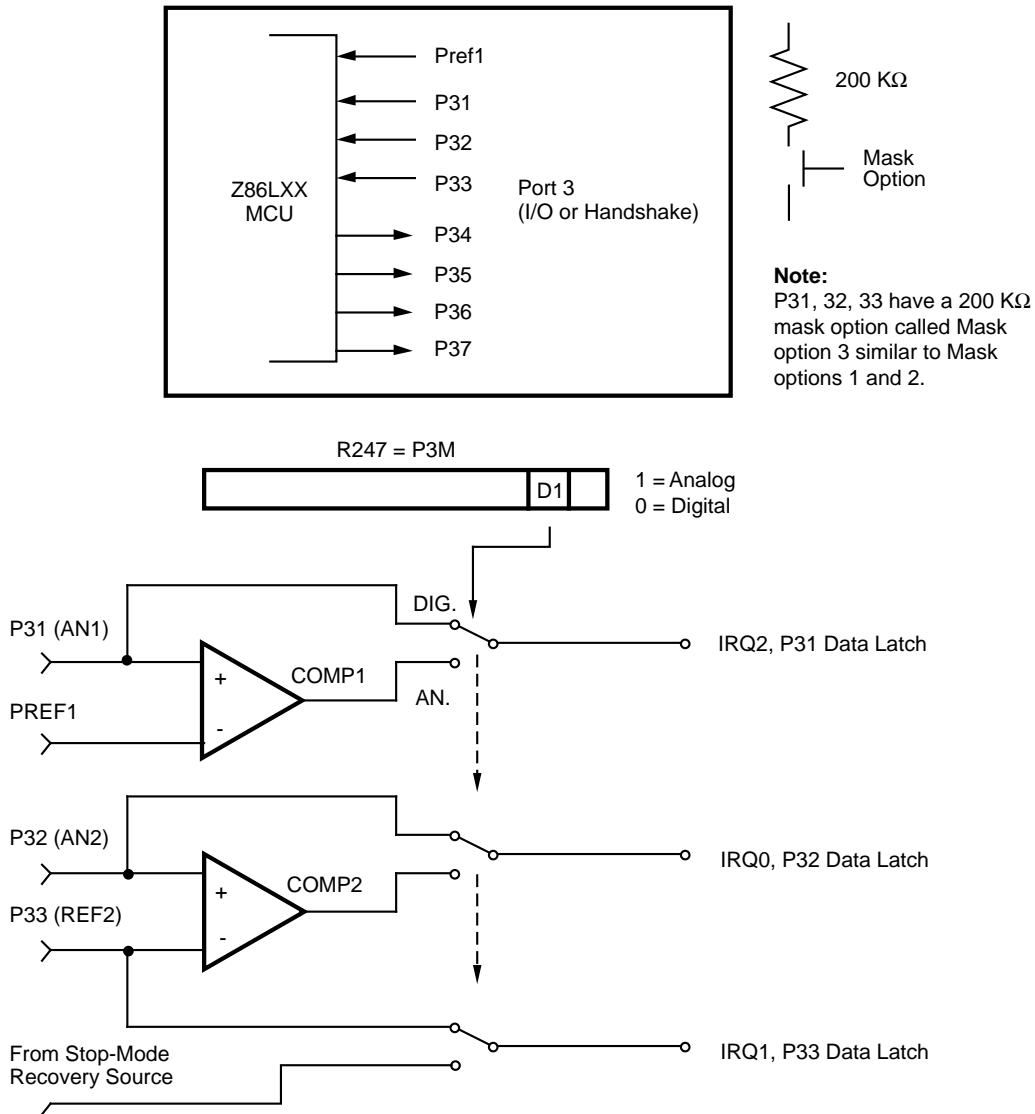 Pref1
P31
P32
P33
P34
P35
P36
P37
Z86LXX
MCU
Port 3
(I/O or Handshake)
200 KΩ
Mask
Option
Note:
P31, 32, 33 have a 200 KΩ
mask option called Mask
option 3 similar to Mask
options 1 and 2.
R247 = P3M
D1
1 = Analog
0 = Digital
DIG.
P31 (AN1)
IRQ2, P31 Data Latch
+
COMP1
AN.
PREF1
-
P32 (AN2)
IRQ0, P32 Data Latch
+
COMP2
P33 (REF2)
-
From Stop-Mode
Recovery Source
IRQ1, P33 Data Latch